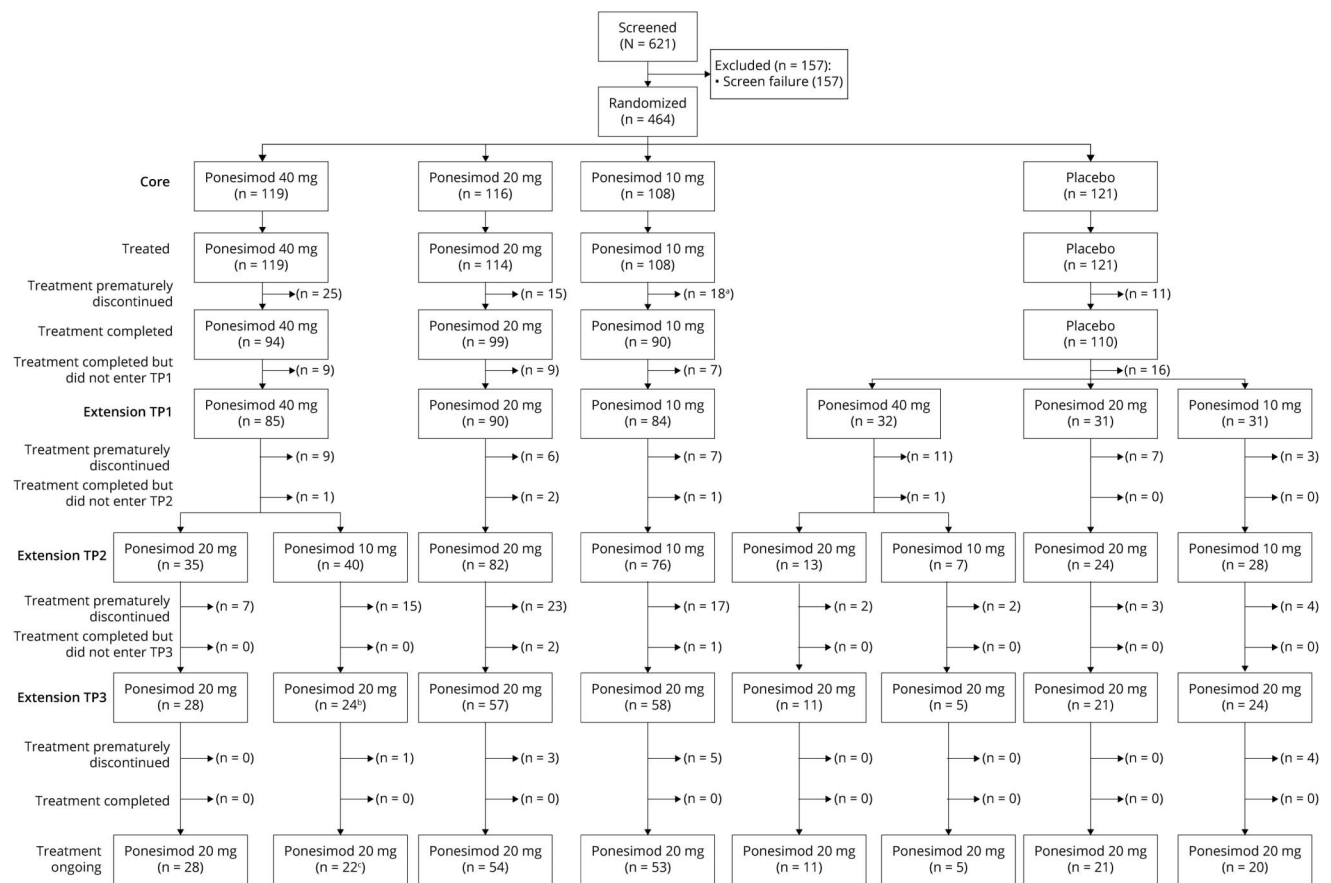 Screened
(N = 621)
Excluded (n = 157):
• Screen failure (157)
Randomized
(n = 464)
Core
Ponesimod 40 mg
(n = 119)
Ponesimod 20 mg
(n = 116)
Ponesimod 10 mg
(n = 108)
Placebo
(n = 121)
Treated
Ponesimod 40 mg
(n = 119)
Ponesimod 20 mg
(n = 114)
Ponesimod 10 mg
(n = 108)
Placebo
(n = 121)
Treatment prematurely
discontinued
(n = 25)
(n = 15)
(n = 18ᵃ)
(n = 11)
Treatment completed
Ponesimod 40 mg
(n = 94)
Ponesimod 20 mg
(n = 99)
Ponesimod 10 mg
(n = 90)
Placebo
(n = 110)
Treatment completed but
did not enter TP1
(n = 9)
(n = 9)
(n = 7)
(n = 16)
Extension TP1
Ponesimod 40 mg
(n = 85)
Ponesimod 20 mg
(n = 90)
Ponesimod 10 mg
(n = 84)
Ponesimod 40 mg
(n = 32)
Ponesimod 20 mg
(n = 31)
Ponesimod 10 mg
(n = 31)
Treatment prematurely
discontinued
(n = 9)
(n = 6)
(n = 7)
(n = 11)
(n = 7)
(n = 3)
Treatment completed but
did not enter TP2
(n = 1)
(n = 2)
(n = 1)
(n = 1)
(n = 0)
(n = 0)
Extension TP2
Ponesimod 20 mg
(n = 35)
Ponesimod 10 mg
(n = 40)
Ponesimod 20 mg
(n = 82)
Ponesimod 10 mg
(n = 76)
Ponesimod 20 mg
(n = 13)
Ponesimod 10 mg
(n = 7)
Ponesimod 20 mg
(n = 24)
Ponesimod 10 mg
(n = 28)
Treatment prematurely
discontinued
(n = 7)
(n = 15)
(n = 23)
(n = 17)
(n = 2)
(n = 2)
(n = 3)
(n = 4)
Treatment completed but
did not enter TP3
(n = 0)
(n = 0)
(n = 2)
(n = 1)
(n = 0)
(n = 0)
(n = 0)
(n = 0)
Extension TP3
Ponesimod 20 mg
(n = 28)
Ponesimod 20 mg
(n = 24ᵇ)
Ponesimod 20 mg
(n = 57)
Ponesimod 20 mg
(n = 58)
Ponesimod 20 mg
(n = 11)
Ponesimod 20 mg
(n = 5)
Ponesimod 20 mg
(n = 21)
Ponesimod 20 mg
(n = 24)
Treatment prematurely
discontinued
(n = 0)
(n = 1)
(n = 3)
(n = 5)
(n = 0)
(n = 0)
(n = 0)
(n = 4)
Treatment completed
(n = 0)
(n = 0)
(n = 0)
(n = 0)
(n = 0)
(n = 0)
(n = 0)
(n = 0)
Treatment
ongoing
Ponesimod 20 mg
(n = 28)
Ponesimod 20 mg
(n = 22ᶜ)
Ponesimod 20 mg
(n = 54)
Ponesimod 20 mg
(n = 53)
Ponesimod 20 mg
(n = 11)
Ponesimod 20 mg
(n = 5)
Ponesimod 20 mg
(n = 21)
Ponesimod 20 mg
(n = 20)